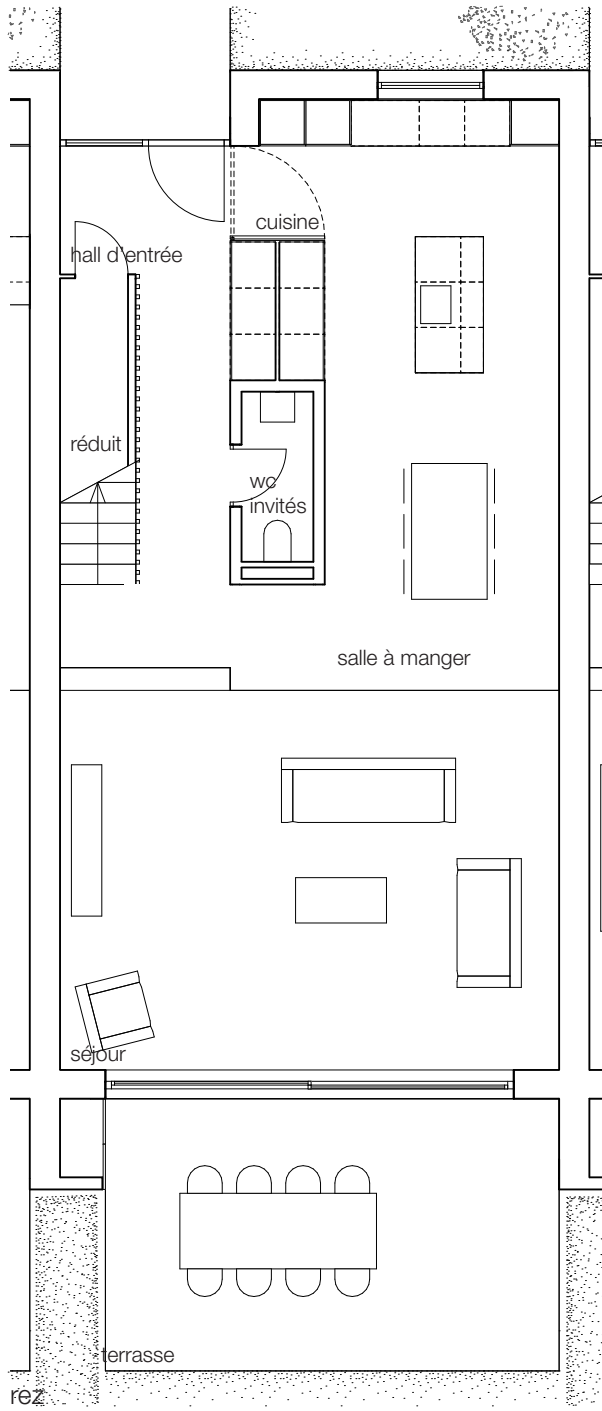 cuisine
hall d'entrée
réduit
wc
invités
salle à manger
séjour
terrasse
rez